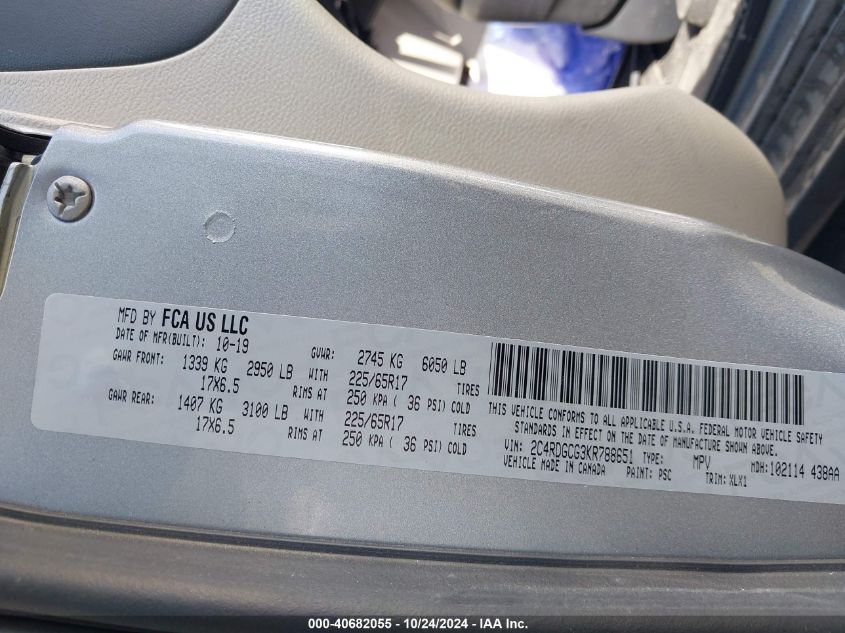 MFD BY FCA US LLC
DATE OF MFR(BUILT): 10-19 GVWR: 2745 KG 6050 LB
GAWR FRONT: 1339 KG 2950 LB WITH 225/65R17 TIRES
17X6.5 RIMS AT 250 KPA ( 36 PSI) COLD
GAWR REAR: 1407 KG 3100 LB WITH 225/65R17 TIRES
17X6.5 RIMS AT 250 KPA ( 36 PSI) COLD
THIS VEHICLE CONFORMS TO ALL APPLICABLE U.S.A. FEDERAL MOTOR VEHICLE SAFETY
STANDARDS IN EFFECT ON THE DATE OF MANUFACTURE SHOWN ABOVE.
VIN: 2C4RDGCG3KR788651 TYPE: MPV MDH: 102114 438AA
VEHICLE MADE IN CANADA PAINT: PSC TRIM: XLX1
000-40682055 - 10/24/2024 - IAA Inc.